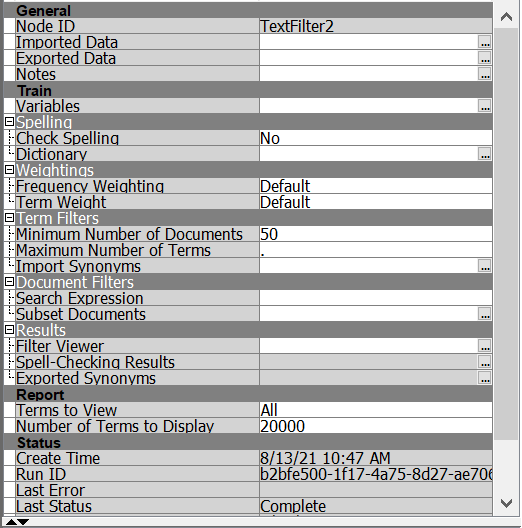 General
Node ID TextFilter2
Imported Data ...
Exported Data ...
Notes ...
Train
Variables ...
Spelling
Check Spelling No
Dictionary ...
Weightings
Frequency Weighting Default
Term Weight Default
Term Filters
Minimum Number of Documents 50
Maximum Number of Terms .
Import Synonyms ...
Document Filters
Search Expression
Subset Documents ...
Results
Filter Viewer ...
Spell-Checking Results ...
Exported Synonyms ...
Report
Terms to View All
Number of Terms to Display 20000
Status
Create Time 8/13/21 10:47 AM
Run ID b2bfe500-1f17-4a75-8d27-ae706
Last Error
Last Status Complete